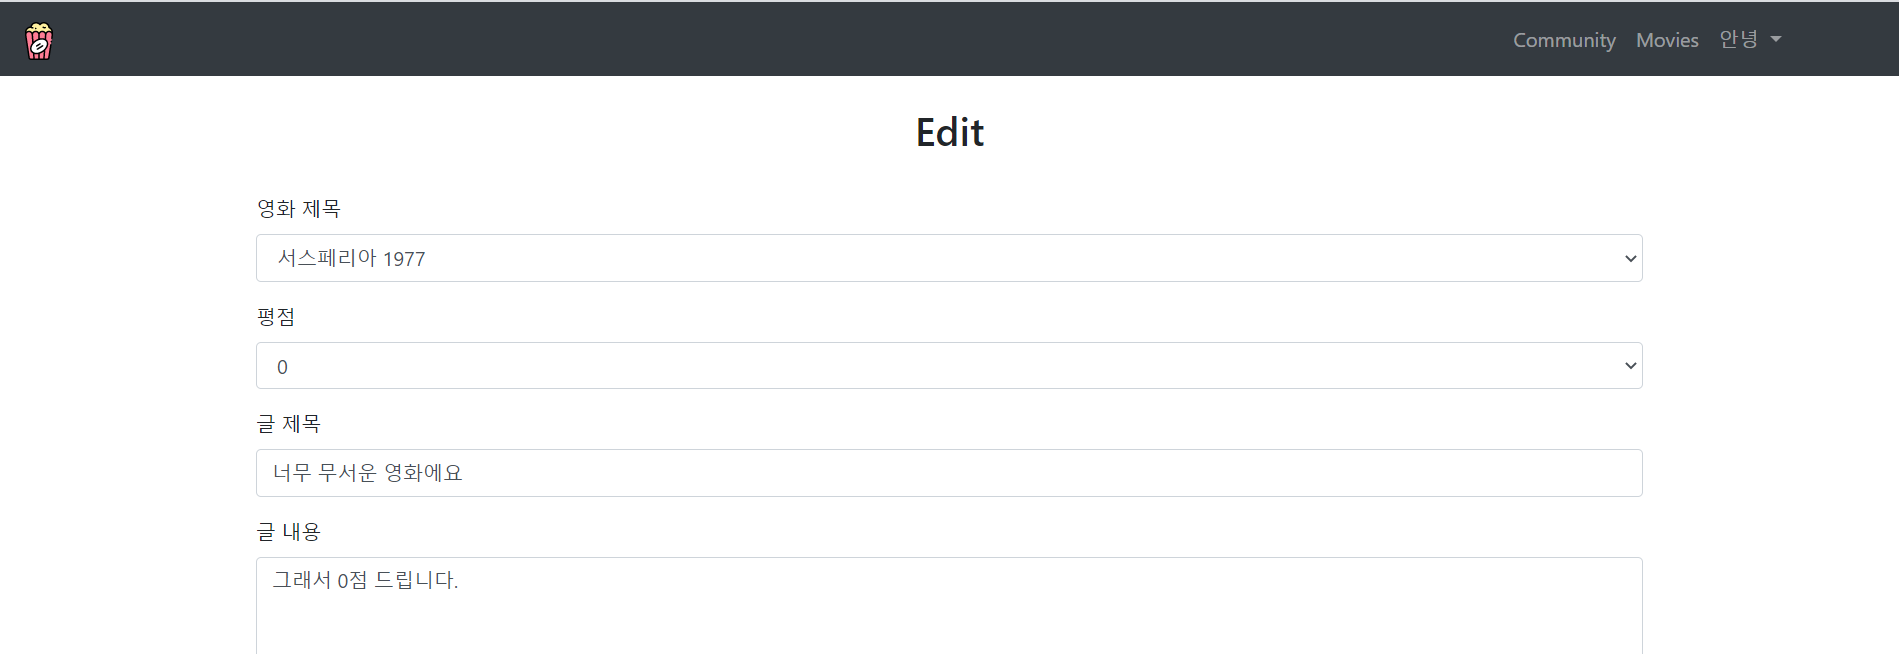 Community Movies 안녕
Edit
영화 제목
서스페리아 1977
평점
0
글 제목
너무 무서운 영화에요
글 내용
그래서 0점 드립니다.